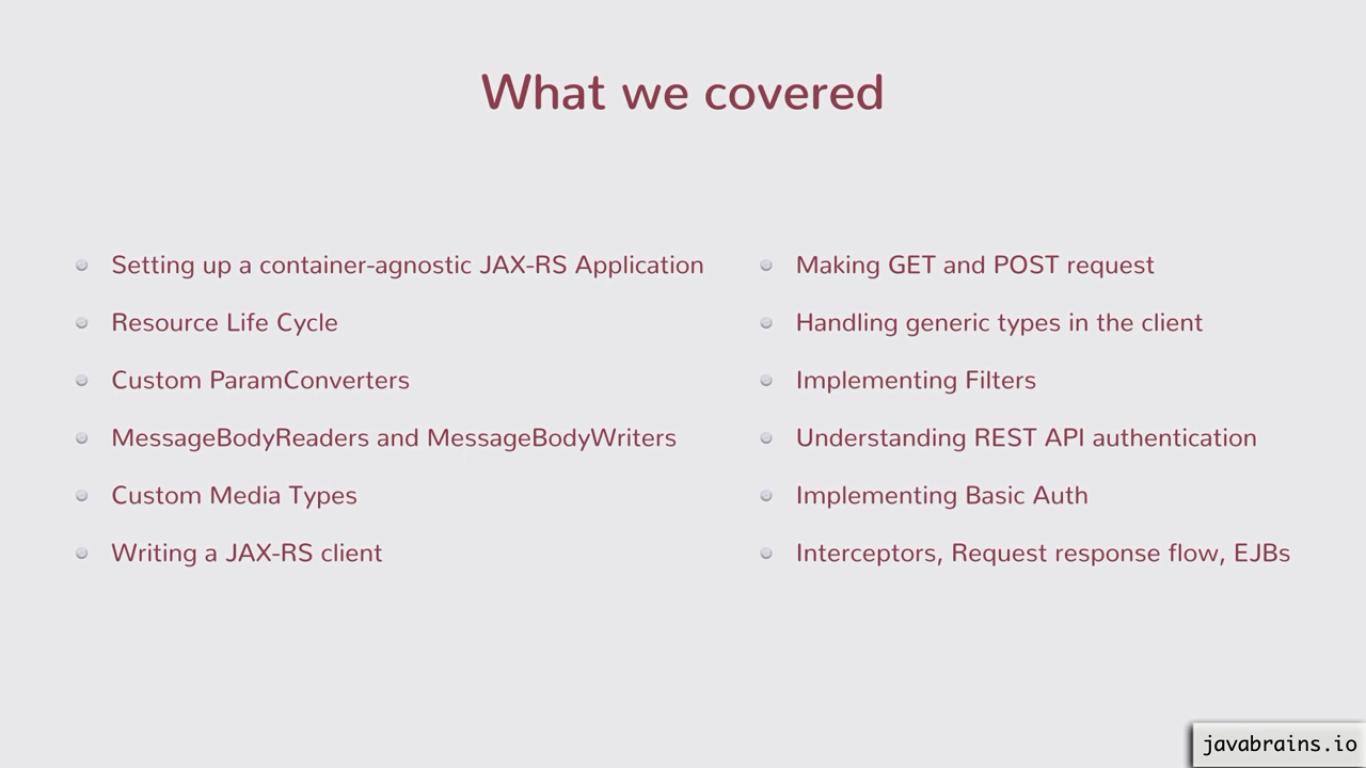 What we covered
Setting up a container-agnostic JAX-RS Application
Resource Life Cycle
Custom ParamConverters
MessageBodyReaders and MessageBodyWriters
Custom Media Types
Writing a JAX-RS client
Making GET and POST request
Handling generic types in the client
Implementing Filters
Understanding REST API authentication
Implementing Basic Auth
Interceptors, Request response flow, EJBs
javabrains.io